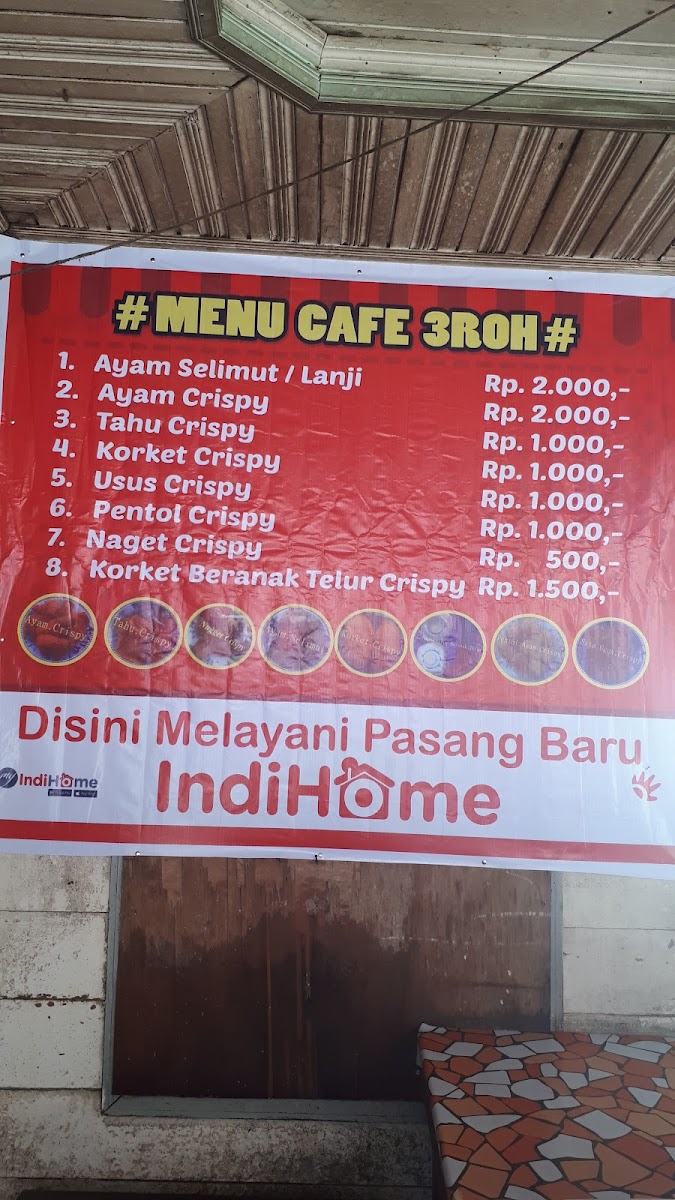 # MENU CAFE 3ROH #
1. Ayam Selimut / Lanji Rp. 2.000,-
2. Ayam Crispy Rp. 2.000,-
3. Tahu Crispy Rp. 1.000,-
4. Korket Crispy Rp. 1.000,-
5. Usus Crispy Rp. 1.000,-
6. Pentol Crispy Rp. 1.000,-
7. Naget Crispy Rp. 500,-
8. Korket Beranak Telur Crispy Rp. 1.500,-
Ayam.Crispy
Tahu.Crispy
Korket.Crispy
Disini Melayani Pasang Baru
my IndiHome
IndiHome